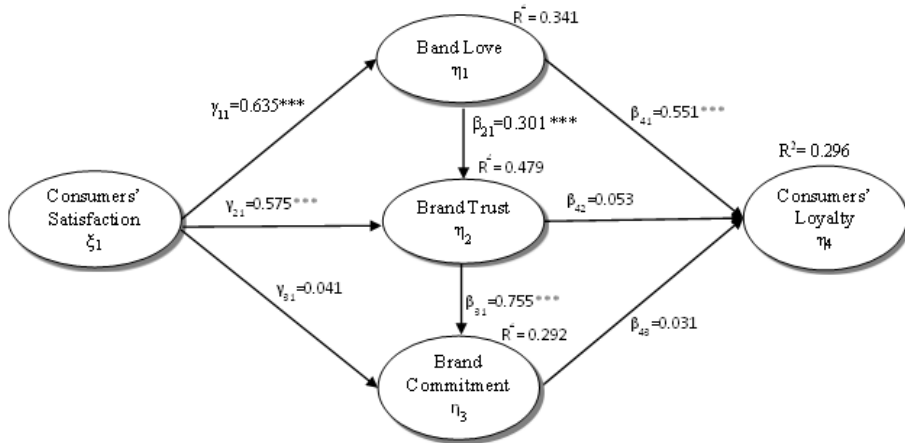 R² = 0.341
Band Love
η1
γ11=0.635***
β21=0.301 ***
β41=0.551 ***
R² = 0.479
R²= 0.296
Consumers'
Satisfaction
ξ1
γ21=0.575***
Brand Trust
η2
β42=0.053
Consumers'
Loyalty
η4
γ31=0.041
β31=0.755***
R² = 0.292
β43=0.031
Brand
Commitment
η3